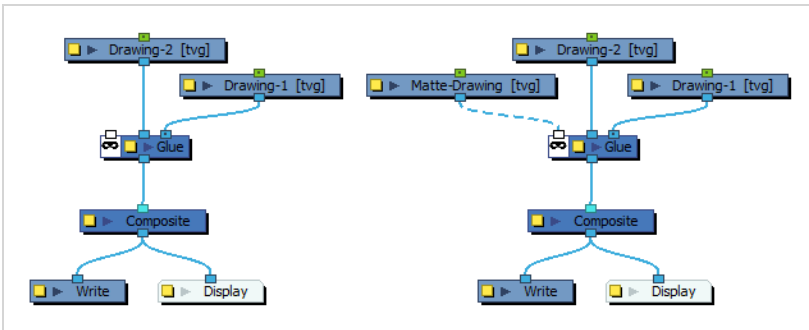 Drawing-2 [tvg]
Drawing-1 [tvg]
Glue
Composite
Write
Display
Drawing-2 [tvg]
Matte-Drawing [tvg]
Drawing-1 [tvg]
Glue
Composite
Write
Display